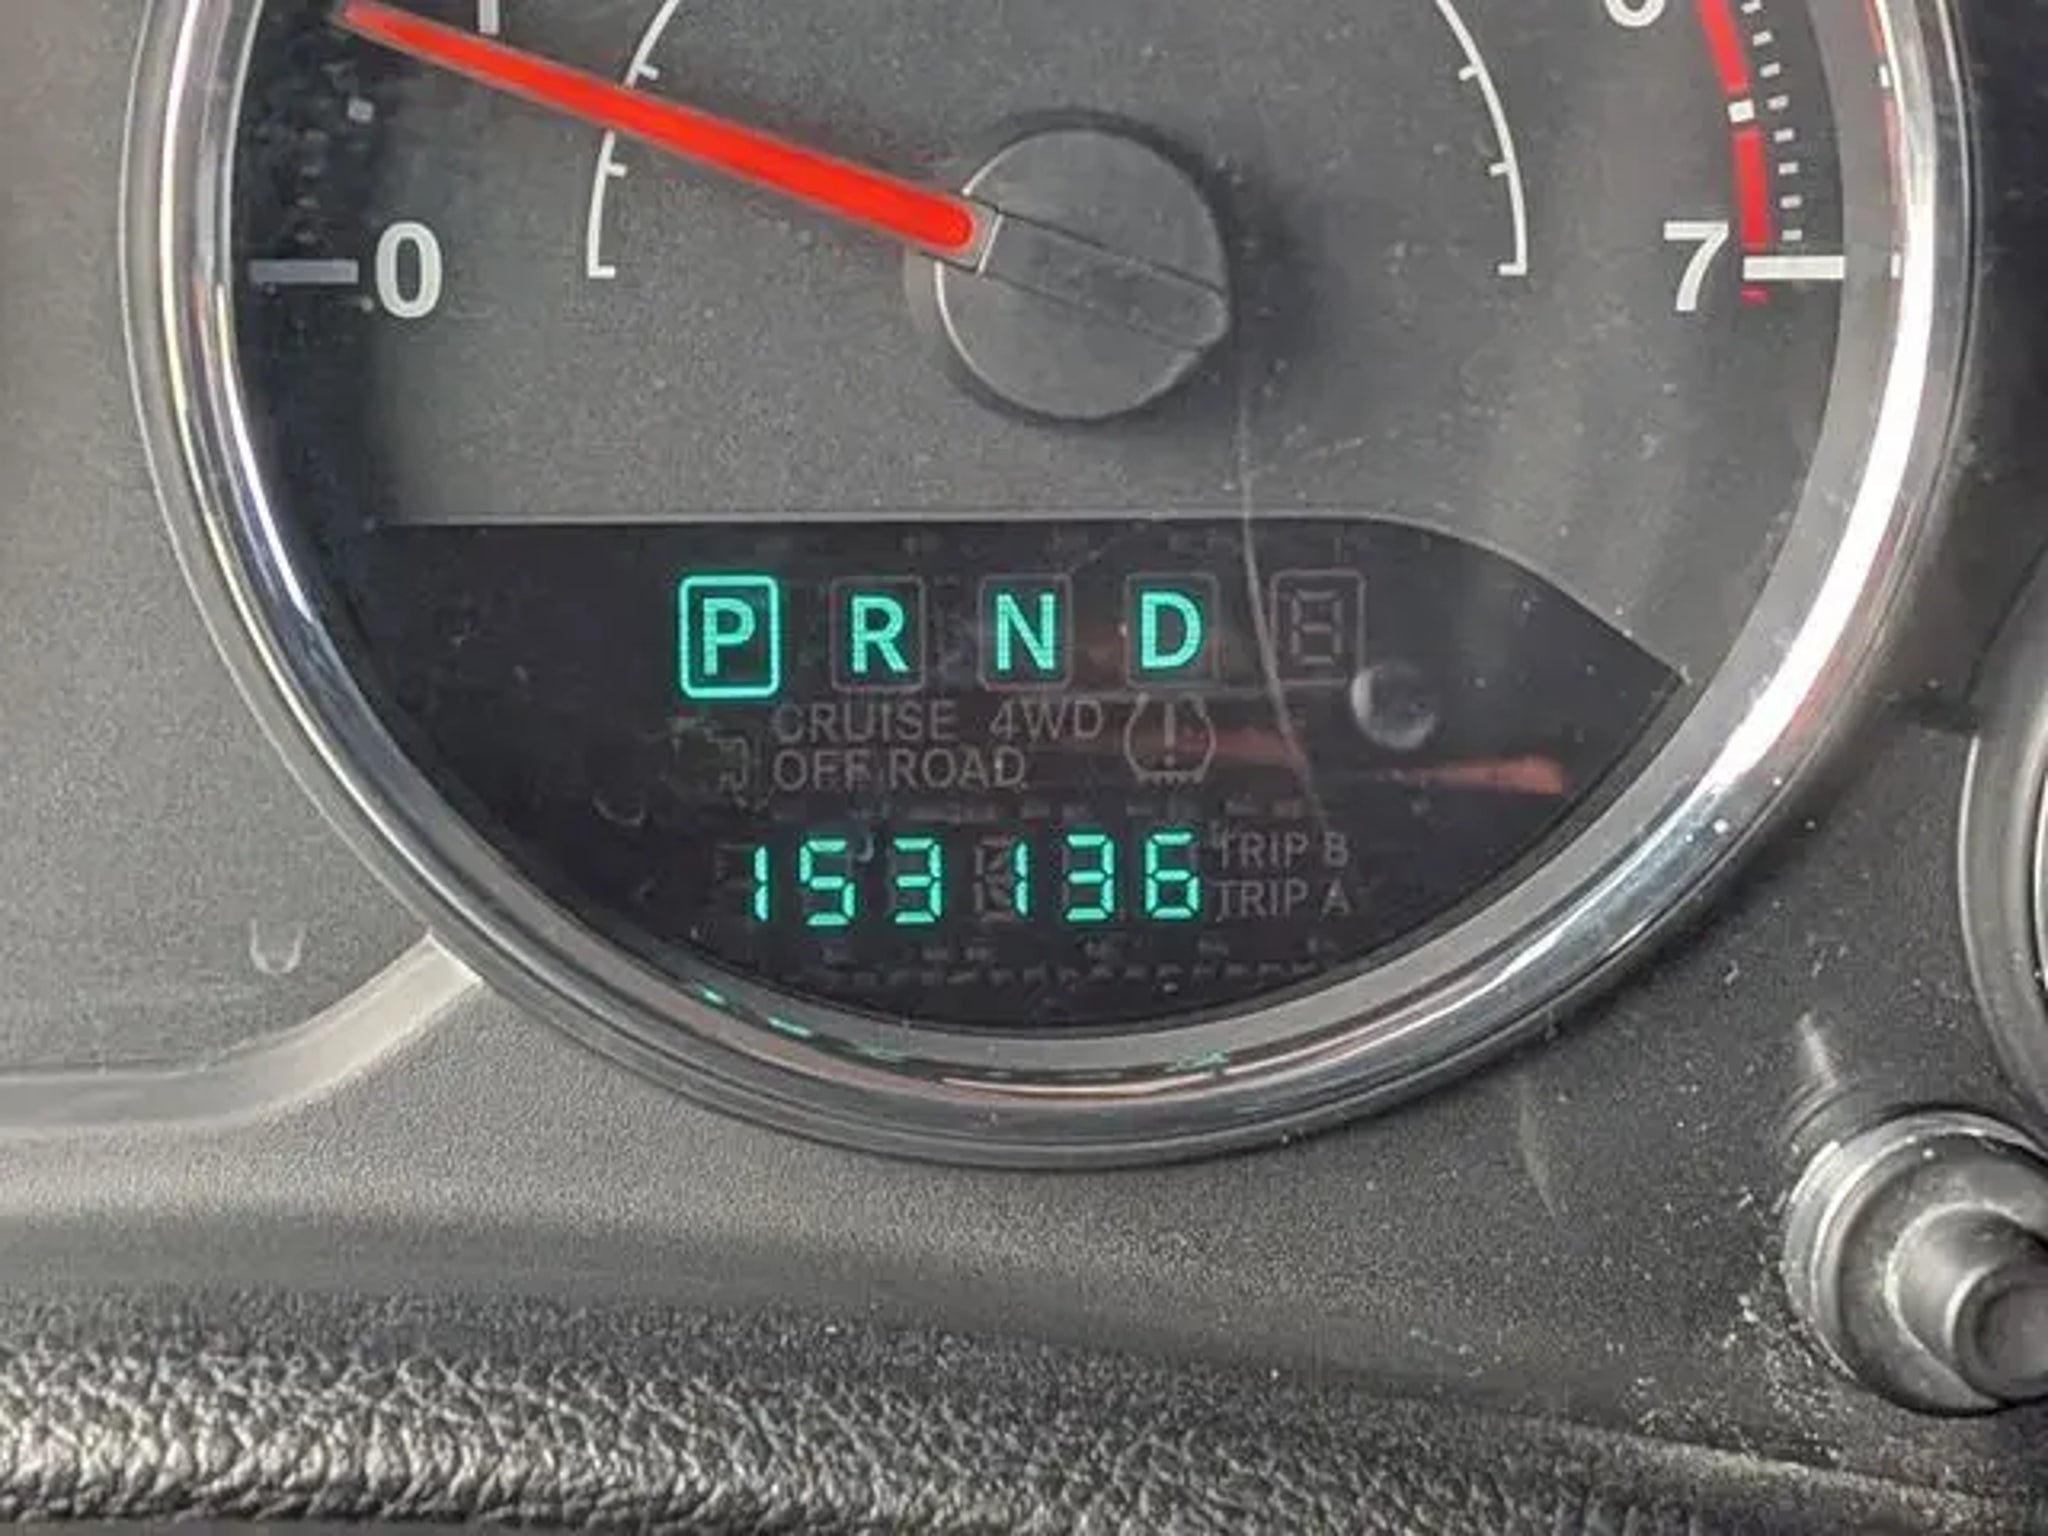 0
7
P R N D
CRUISE 4WD
OFF ROAD
153136
TRIP B
TRIP A